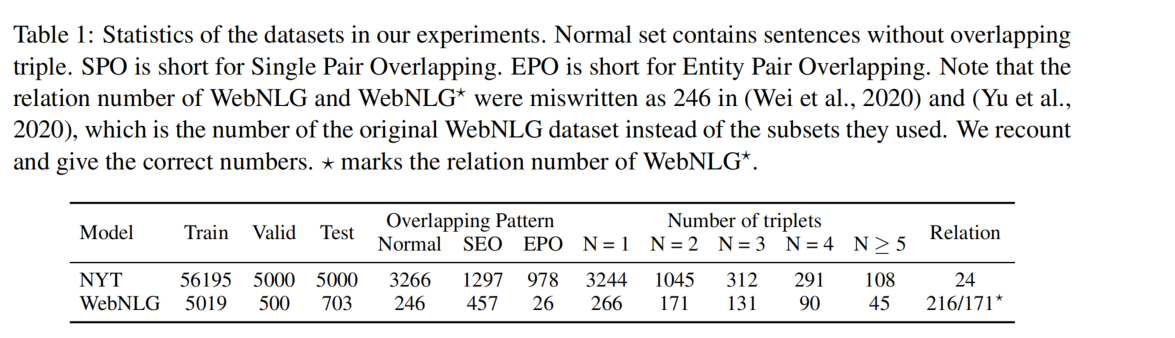 Table 1: Statistics of the datasets in our experiments. Normal set contains sentences without overlapping
triple. SPO is short for Single Pair Overlapping. EPO is short for Entity Pair Overlapping. Note that the
relation number of WebNLG and WebNLG⋆ were miswritten as 246 in (Wei et al., 2020) and (Yu et al.,
2020), which is the number of the original WebNLG dataset instead of the subsets they used. We recount
and give the correct numbers. ⋆ marks the relation number of WebNLG⋆.
Model Train Valid Test Overlapping Pattern Number of triplets Relation
Normal SEO EPO N = 1 N = 2 N = 3 N = 4 N ≥ 5
NYT 56195 5000 5000 3266 1297 978 3244 1045 312 291 108 24
WebNLG 5019 500 703 246 457 26 266 171 131 90 45 216/171⋆